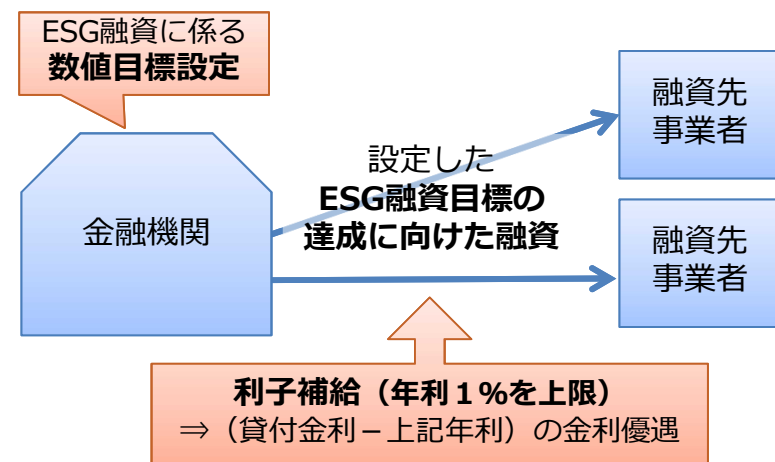 ESG融資に係る
数値目標設定
金融機関
設定した
ESG融資目標の
達成に向けた融資
融資先
事業者
融資先
事業者
利子補給（年利１％を上限）
⇒（貸付金利－上記年利）の金利優遇